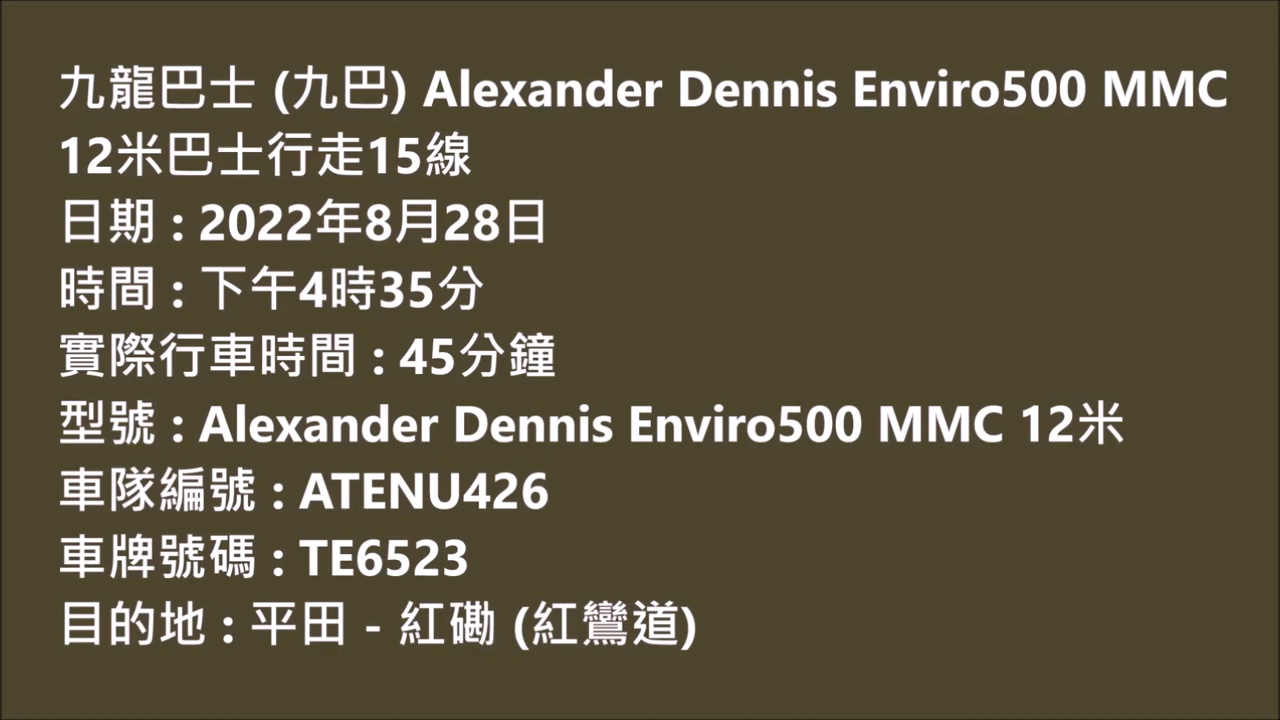 九龍巴士 (九巴) Alexander Dennis Enviro500 MMC
12米巴士行走15線
日期 : 2022年8月28日
時間 : 下午4時35分
實際行車時間 : 45分鐘
型號 : Alexander Dennis Enviro500 MMC 12米
車隊編號 : ATENU426
車牌號碼 : TE6523
目的地 : 平田 - 紅磡 (紅鸞道)